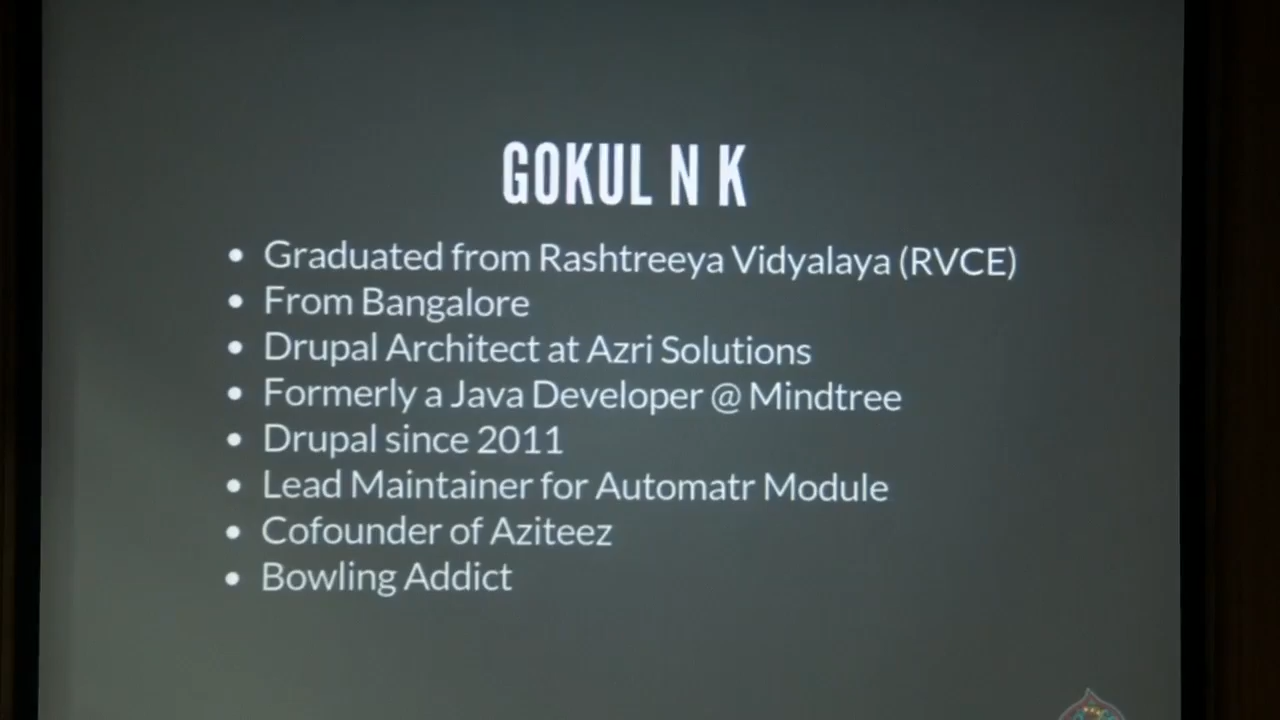 GOKUL N K
• Graduated from Rashtreeya Vidyalaya (RVCE)
• From Bangalore
• Drupal Architect at Azri Solutions
• Formerly a Java Developer @ Mindtree
• Drupal since 2011
• Lead Maintainer for Automatr Module
• Cofounder of Aziteez
• Bowling Addict